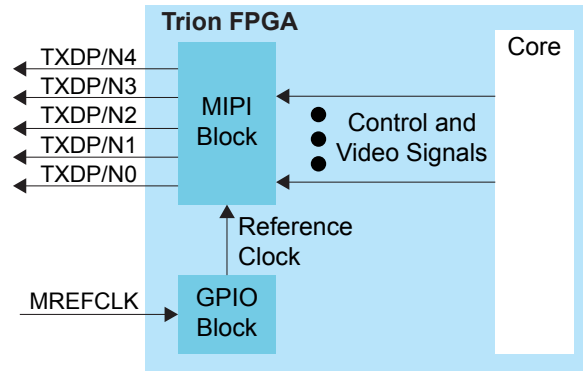 Trion FPGA
Core
TXDP/N4
TXDP/N3
TXDP/N2
TXDP/N1
TXDP/N0
MIPI
Block
Control and
Video Signals
Reference
Clock
MREFCLK
GPIO
Block